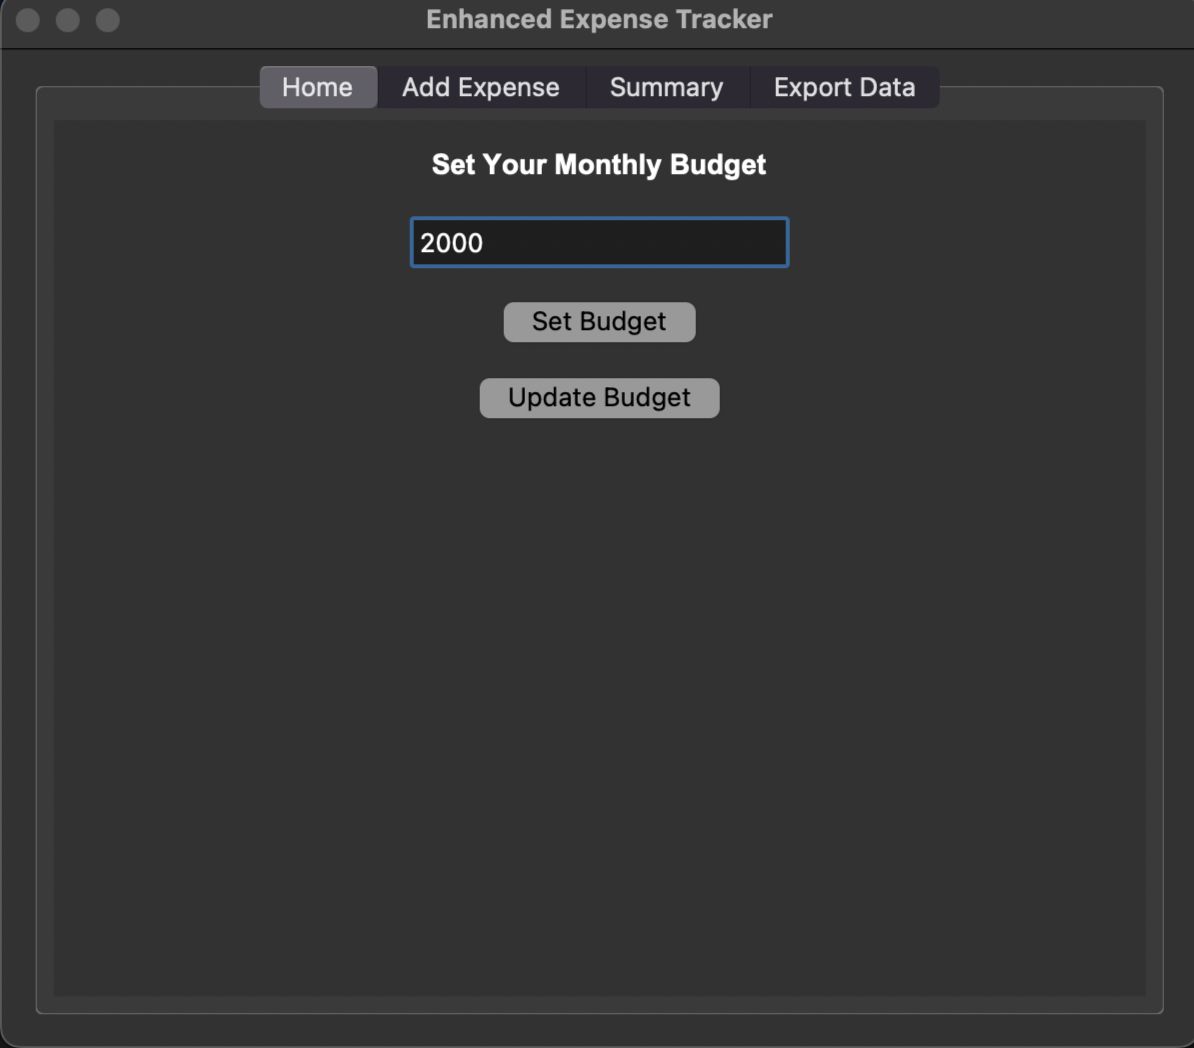 Enhanced Expense Tracker
Home Add Expense Summary Export Data
Set Your Monthly Budget
2000
Set Budget
Update Budget